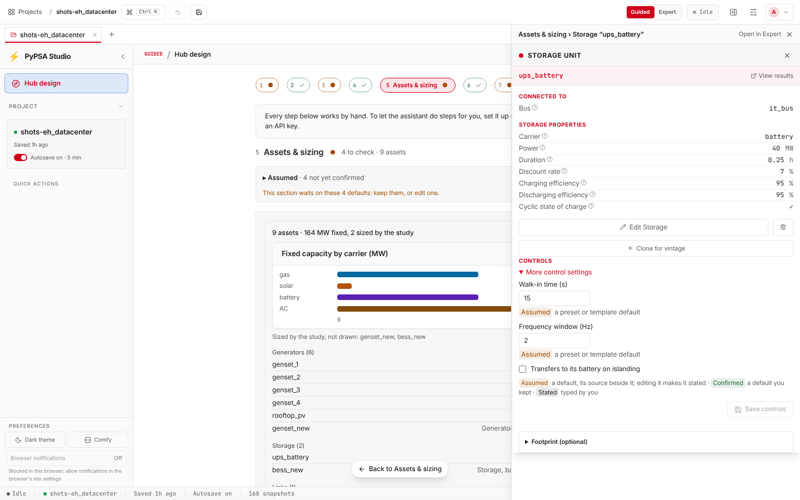 Projects / shots-eh_datacenter
Ctrl K
Guided Expert
Idle
A
shots-eh_datacenter
PyPSA Studio
Hub design
PROJECT
shots-eh_datacenter
Saved 1h ago
Autosave on · 5 min
QUICK ACTIONS
PREFERENCES
Dark theme
Comfy
Browser notifications Off
Blocked in this browser: allow notifications in the
browser's site settings
GUIDED / Hub design
1
2 ✓
3
4 ✓
5 Assets & sizing
6 ✓
7
Every step below works by hand. To let the assistant do steps for you, set it up
an API key.
5 Assets & sizing 4 to check · 9 assets
▸ Assumed · 4 not yet confirmed
This section waits on these 4 defaults: keep them, or edit one.
9 assets · 164 MW fixed, 2 sized by the study
Fixed capacity by carrier (MW)
gas
solar
battery
AC
0
Sized by the study, not drawn: genset_new, bess_new
Generators (6)
genset_1
genset_2
genset_3
genset_4
rooftop_pv
genset_new
Storage (2)
ups_battery
bess_new
Storage, ba
← Back to Assets & sizing
Assets & sizing › Storage "ups_battery"
Open in Expert
STORAGE UNIT
ups_battery
View results
CONNECTED TO
Bus it_bus
STORAGE PROPERTIES
Carrier battery
Power 40 MW
Duration 0.25 h
Discount rate 7 %
Charging efficiency 95 %
Discharging efficiency 95 %
Cyclic state of charge ✓
Edit Storage
+ Clone for vintage
CONTROLS
▼ More control settings
Walk-in time (s)
15
Assumed a preset or template default
Frequency window (Hz)
2
Assumed a preset or template default
Transfers to its battery on islanding
Assumed a default, its source beside it; editing it makes it stated · Confirmed a default you
kept · Stated typed by you
Save controls
▸ Footprint (optional)
Idle
shots-eh_datacenter
Saved 1h ago
Autosave on
168 snapshots